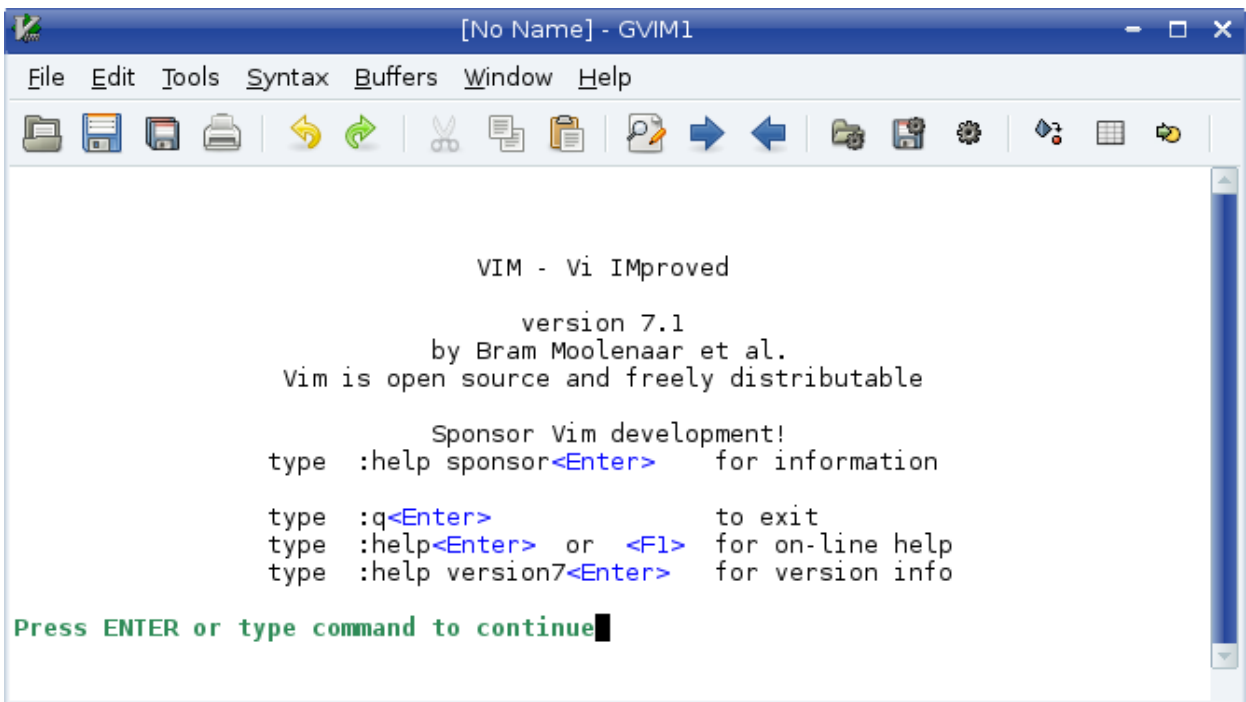 [No Name] - GVIM1
File Edit Tools Syntax Buffers Window Help
VIM - Vi IMproved
version 7.1
by Bram Moolenaar et al.
Vim is open source and freely distributable
Sponsor Vim development!
type :help sponsor<Enter> for information
type :q<Enter> to exit
type :help<Enter> or <F1> for on-line help
type :help version7<Enter> for version info
Press ENTER or type command to continue